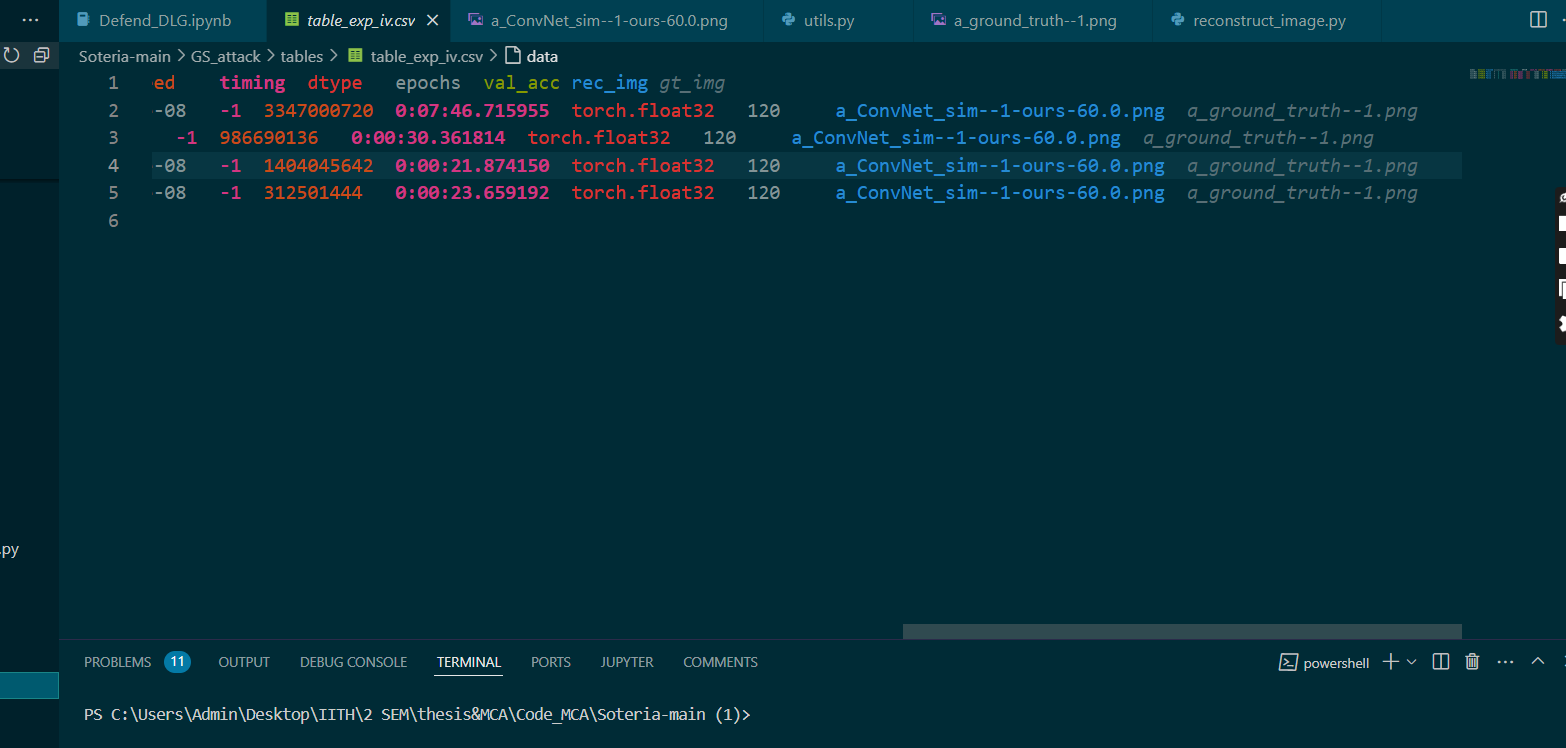 ··· Defend_DLG.ipynb table_exp_iv.csv a_ConvNet_sim--1-ours-60.0.png utils.py a_ground_truth--1.png reconstruct_image.py
Soteria-main > GS_attack > tables > table_exp_iv.csv > data
1 ed timing dtype epochs val_acc rec_img gt_img
2 -08 -1 3347000720 0:07:46.715955 torch.float32 120 a_ConvNet_sim--1-ours-60.0.png a_ground_truth--1.png
3 -1 986690136 0:00:30.361814 torch.float32 120 a_ConvNet_sim--1-ours-60.0.png a_ground_truth--1.png
4 -08 -1 1404045642 0:00:21.874150 torch.float32 120 a_ConvNet_sim--1-ours-60.0.png a_ground_truth--1.png
5 -08 -1 312501444 0:00:23.659192 torch.float32 120 a_ConvNet_sim--1-ours-60.0.png a_ground_truth--1.png
6
.py
PROBLEMS 11 OUTPUT DEBUG CONSOLE TERMINAL PORTS JUPYTER COMMENTS powershell ···
PS C:\Users\Admin\Desktop\IITH\2 SEM\thesis&MCA\Code_MCA\Soteria-main (1)>